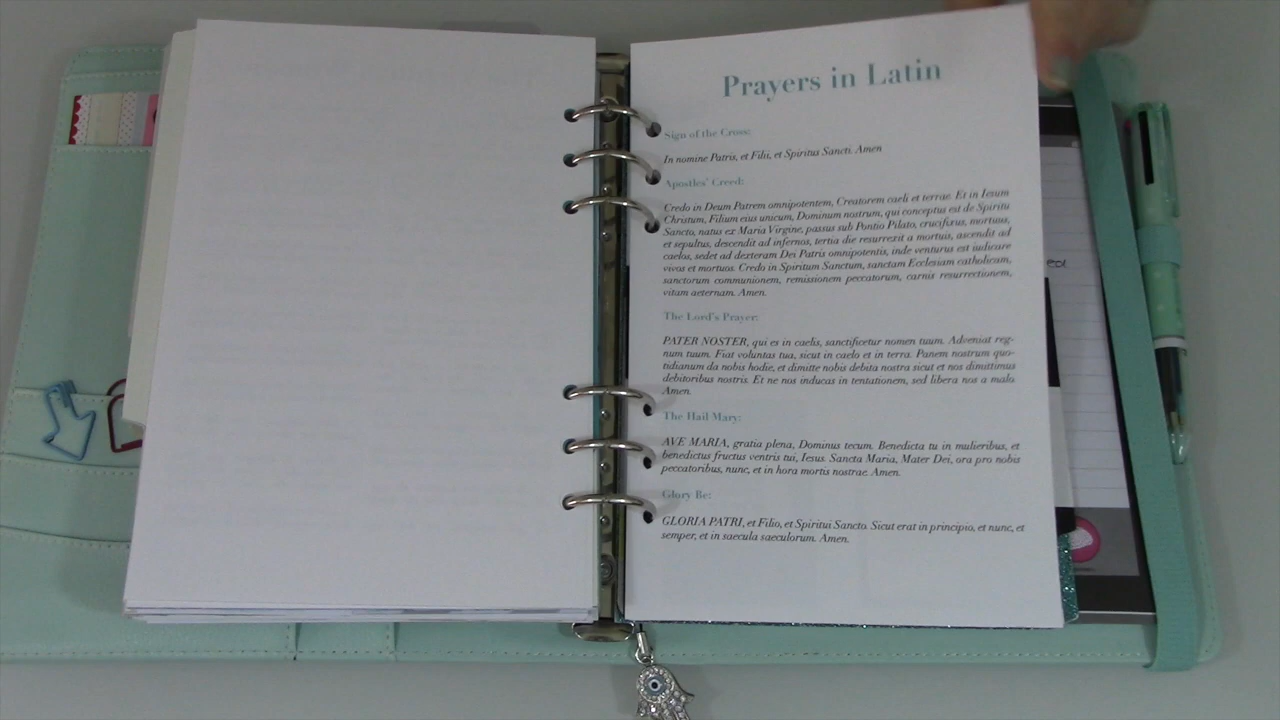 Prayers in Latin
Sign of the Cross:
In nomine Patris, et Filii, et Spiritus Sancti. Amen
Apostles' Creed:
Credo in Deum Patrem omnipotentem, Creatorem caeli et terrae. Et in Iesum
Christum, Filium eius unicum, Dominum nostrum, qui conceptus est de Spiritu
Sancto, natus ex Maria Virgine, passus sub Pontio Pilato, crucifixus, mortuus,
et sepultus, descendit ad infernos, tertia die resurrexit a mortuis, ascendit ad
caelos, sedet ad dexteram Dei Patris omnipotentis, inde venturus est iudicare
vivos et mortuos. Credo in Spiritum Sanctum, sanctam Ecclesiam catholicam,
sanctorum communionem, remissionem peccatorum, carnis resurrectionem,
vitam aeternam. Amen.
The Lord's Prayer:
PATER NOSTER, qui es in caelis, sanctificetur nomen tuum. Adveniat reg-
num tuum. Fiat voluntas tua, sicut in caelo et in terra. Panem nostrum quo-
tidianum da nobis hodie, et dimitte nobis debita nostra sicut et nos dimittimus
debitoribus nostris. Et ne nos inducas in tentationem, sed libera nos a malo
Amen.
The Hail Mary:
AVE MARIA, gratia plena, Dominus tecum. Benedicta tu in mulieribus, et
benedictus fructus ventris tui, Iesus. Sancta Maria, Mater Dei, ora pro nobis
peccatoribus, nunc, et in hora mortis nostrae. Amen.
Glory Be:
GLORIA PATRI, et Filio, et Spiritui Sancto. Sicut erat in principio, et nunc, et
semper, et in saecula saeculorum. Amen.